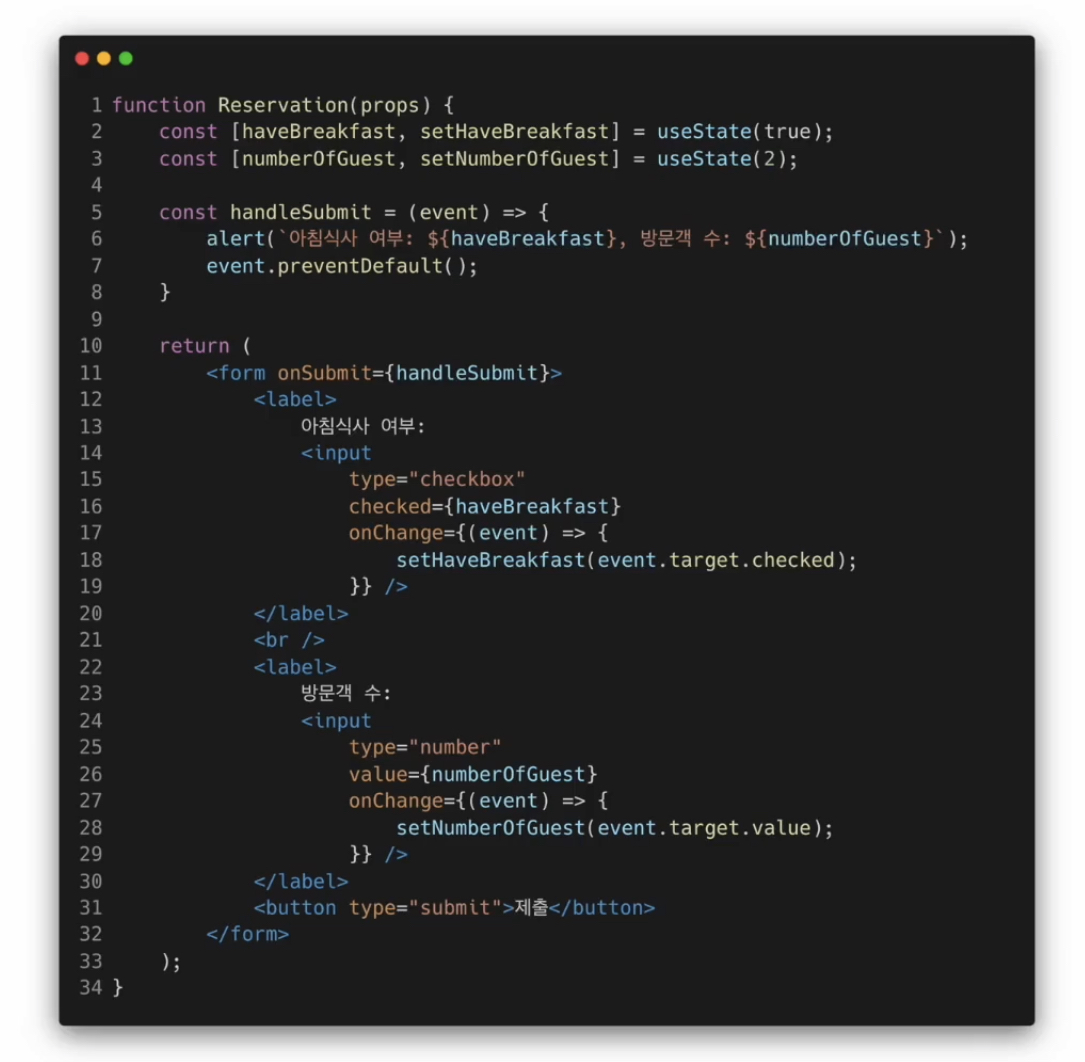 1 function Reservation(props) {
2     const [haveBreakfast, setHaveBreakfast] = useState(true);
3     const [numberOfGuest, setNumberOfGuest] = useState(2);
4
5     const handleSubmit = (event) => {
6         alert(`아침식사 여부: ${haveBreakfast}, 방문객 수: ${numberOfGuest}`);
7         event.preventDefault();
8     }
9
10     return (
11         <form onSubmit={handleSubmit}>
12             <label>
13                 아침식사 여부:
14                 <input
15                     type="checkbox"
16                     checked={haveBreakfast}
17                     onChange={(event) => {
18                         setHaveBreakfast(event.target.checked);
19                     }} />
20             </label>
21             <br />
22             <label>
23                 방문객 수:
24                 <input
25                     type="number"
26                     value={numberOfGuest}
27                     onChange={(event) => {
28                         setNumberOfGuest(event.target.value);
29                     }} />
30             </label>
31             <button type="submit">제출</button>
32         </form>
33     );
34 }